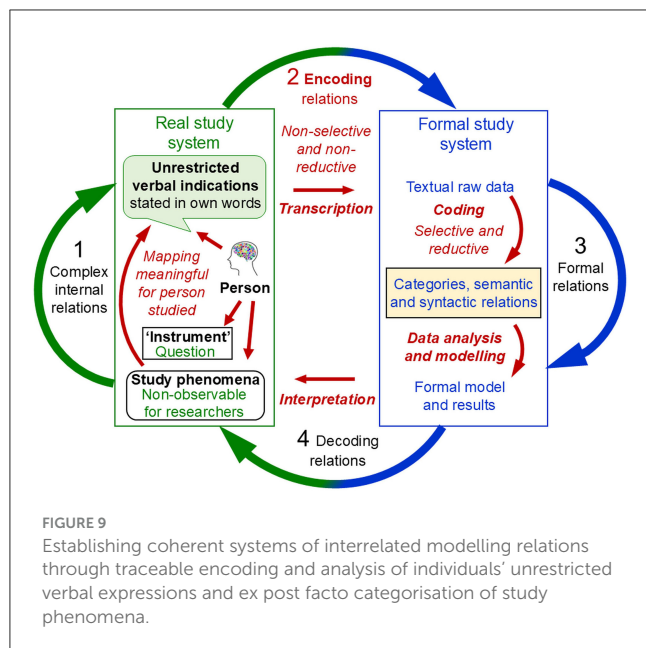 2 Encoding
relations
Real study
system
Unrestricted
verbal indications
stated in own words
1
Complex
internal
relations
Mapping
meaningful
for person
studied
Person
‘Instrument’
Question
Study phenomena
Non-observable
for researchers
Non-selective
and non-
reductive
Transcription
Interpretation
Formal study
system
Textual raw data
Coding
Selective and
reductive
Categories, semantic
and syntactic relations
Data analysis
and modelling
Formal model
and results
3
Formal
relations
4 Decoding
relations
FIGURE 9
Establishing coherent systems of interrelated modelling relations
through traceable encoding and analysis of individuals’ unrestricted
verbal expressions and ex post facto categorisation of study
phenomena.